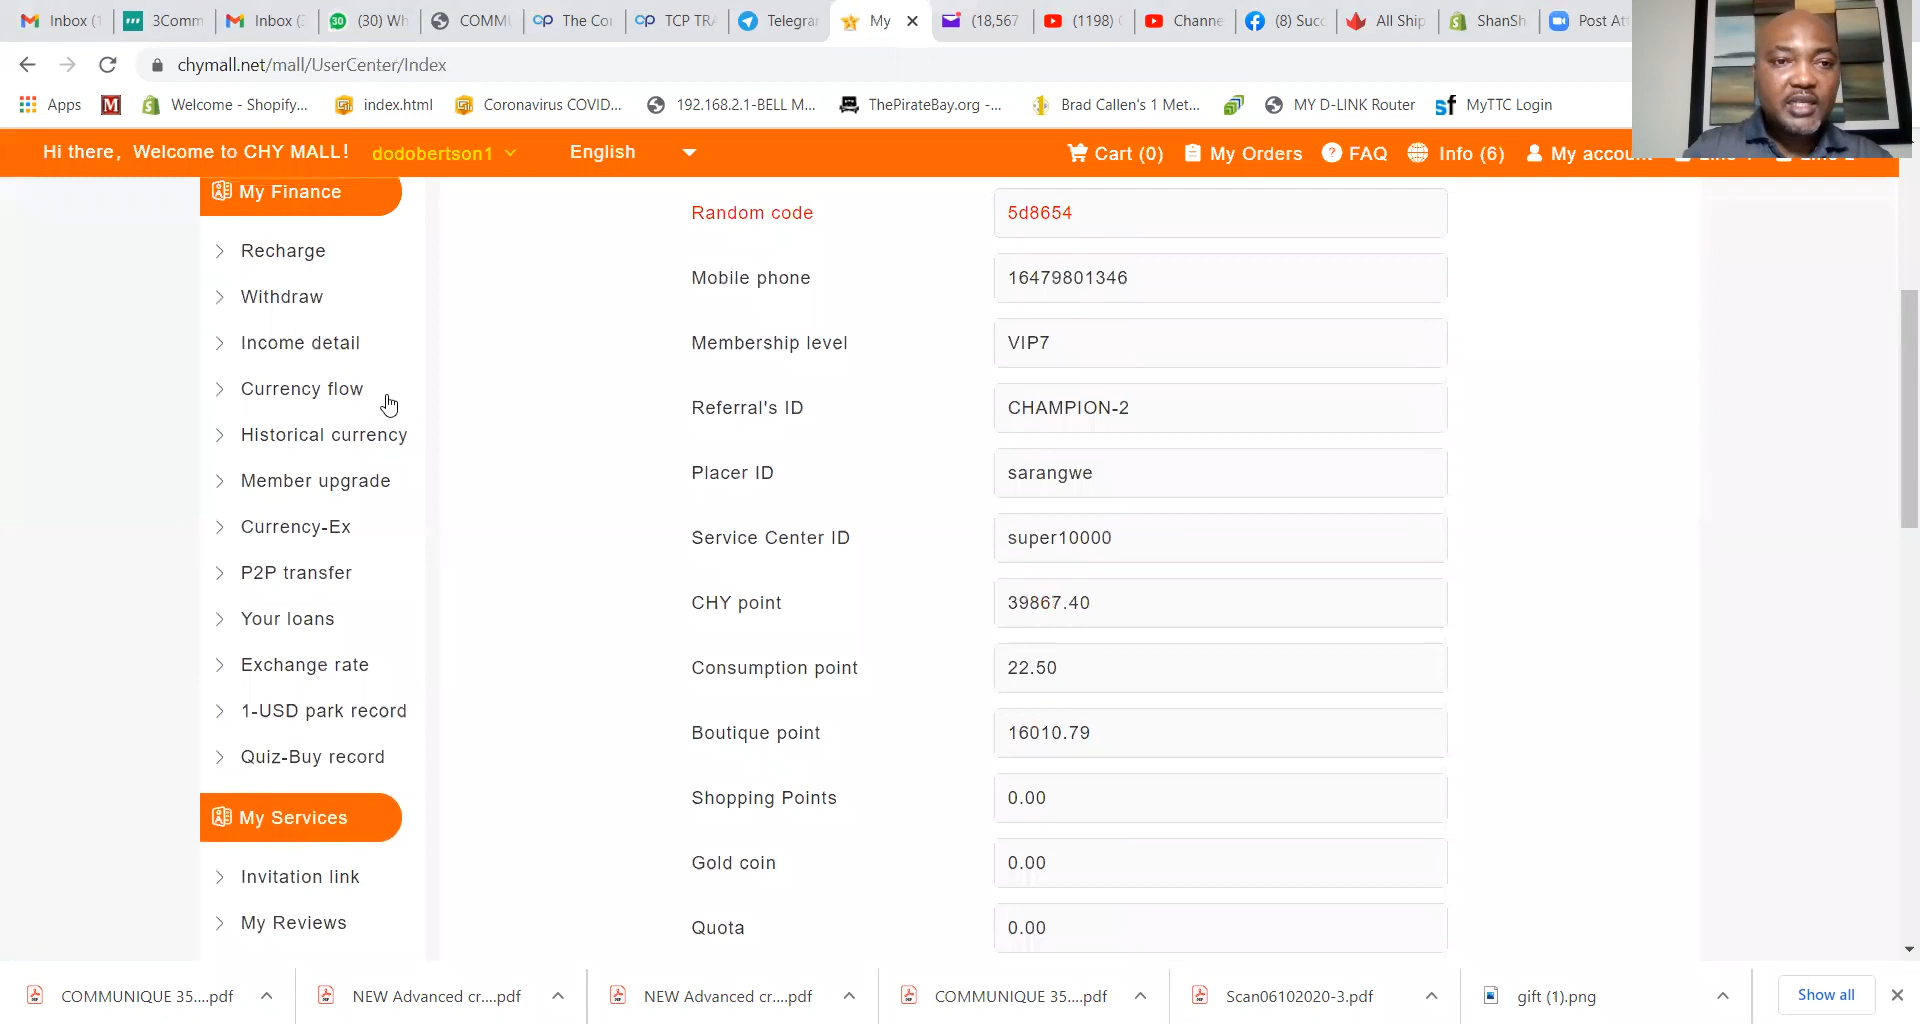 Inbox (1
3Comm
Inbox (3
(30) Wh
COMMU
The Co
TCP TRA
Telegra
My
(18,567
(1198)
Channe
(8) Succ
All Ship
ShanSh
Post At
chymall.net/mall/UserCenter/Index
Apps
Welcome - Shopify...
index.html
Coronavirus COVID...
192.168.2.1-BELL M...
ThePirateBay.org -...
Brad Callen's 1 Met...
MY D-LINK Router
MyTTC Login
Hi there, Welcome to CHY MALL!
dodobertson1
English
Cart (0)
My Orders
FAQ
Info (6)
My accou
My Finance
Recharge
Withdraw
Income detail
Currency flow
Historical currency
Member upgrade
Currency-Ex
P2P transfer
Your loans
Exchange rate
1-USD park record
Quiz-Buy record
My Services
Invitation link
My Reviews
Random code 5d8654
Mobile phone 16479801346
Membership level VIP7
Referral's ID CHAMPION-2
Placer ID sarangwe
Service Center ID super10000
CHY point 39867.40
Consumption point 22.50
Boutique point 16010.79
Shopping Points 0.00
Gold coin 0.00
Quota 0.00
COMMUNIQUE 35....pdf
NEW Advanced cr....pdf
NEW Advanced cr....pdf
COMMUNIQUE 35....pdf
Scan06102020-3.pdf
gift (1).png
Show all